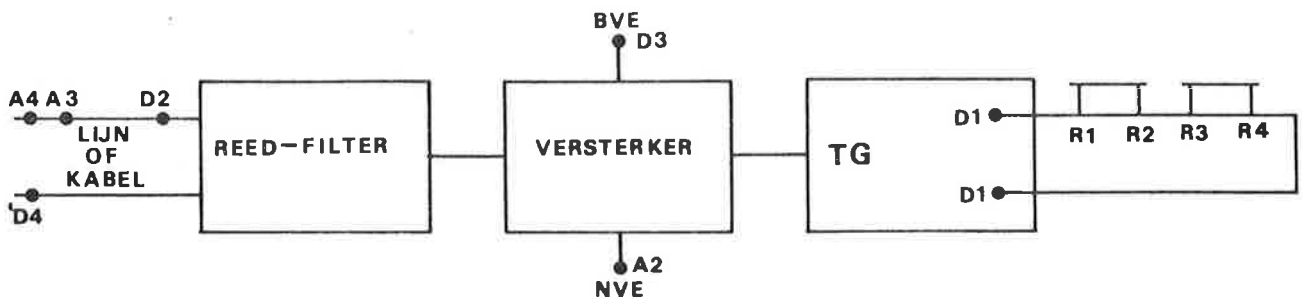 BVE
D3
A4 A3 D2
LIJN
OF
KABEL
D4
REED-FILTER
VERSTERKER
TG
D1
D1
R1 R2 R3 R4
A2
NVE